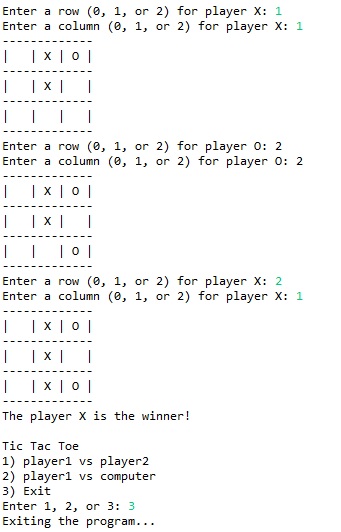 Enter a row (0, 1, or 2) for player X: 1
Enter a column (0, 1, or 2) for player X: 1
-------------
|   | X | O |
-------------
|   | X |   |
-------------
|   |   |   |
-------------
Enter a row (0, 1, or 2) for player O: 2
Enter a column (0, 1, or 2) for player O: 2
-------------
|   | X | O |
-------------
|   | X |   |
-------------
|   |   | O |
-------------
Enter a row (0, 1, or 2) for player X: 2
Enter a column (0, 1, or 2) for player X: 1
-------------
|   | X | O |
-------------
|   | X |   |
-------------
|   | X | O |
-------------
The player X is the winner!

Tic Tac Toe
1) player1 vs player2
2) player1 vs computer
3) Exit
Enter 1, 2, or 3: 3
Exiting the program...